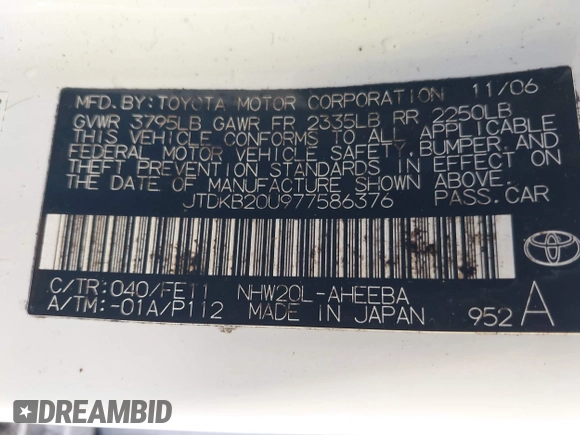 MFD.BY:TOYOTA MOTOR CORPORATION 11/06
GVWR 3795LB GAWR FR 2335LB RR 2250LB
THIS VEHICLE CONFORMS TO ALL APPLICABLE
FEDERAL MOTOR VEHICLE SAFETY, BUMPER, AND
THEFT PREVENTION STANDARDS IN EFFECT ON
THE DATE OF MANUFACTURE SHOWN ABOVE.
JTDKB20U977586376 PASS.CAR
C/TR:040/FE11 NHW20L-AHEEBA
A/TM:-01A/P112 MADE IN JAPAN 952 A
TOYOTA
DREAMBID